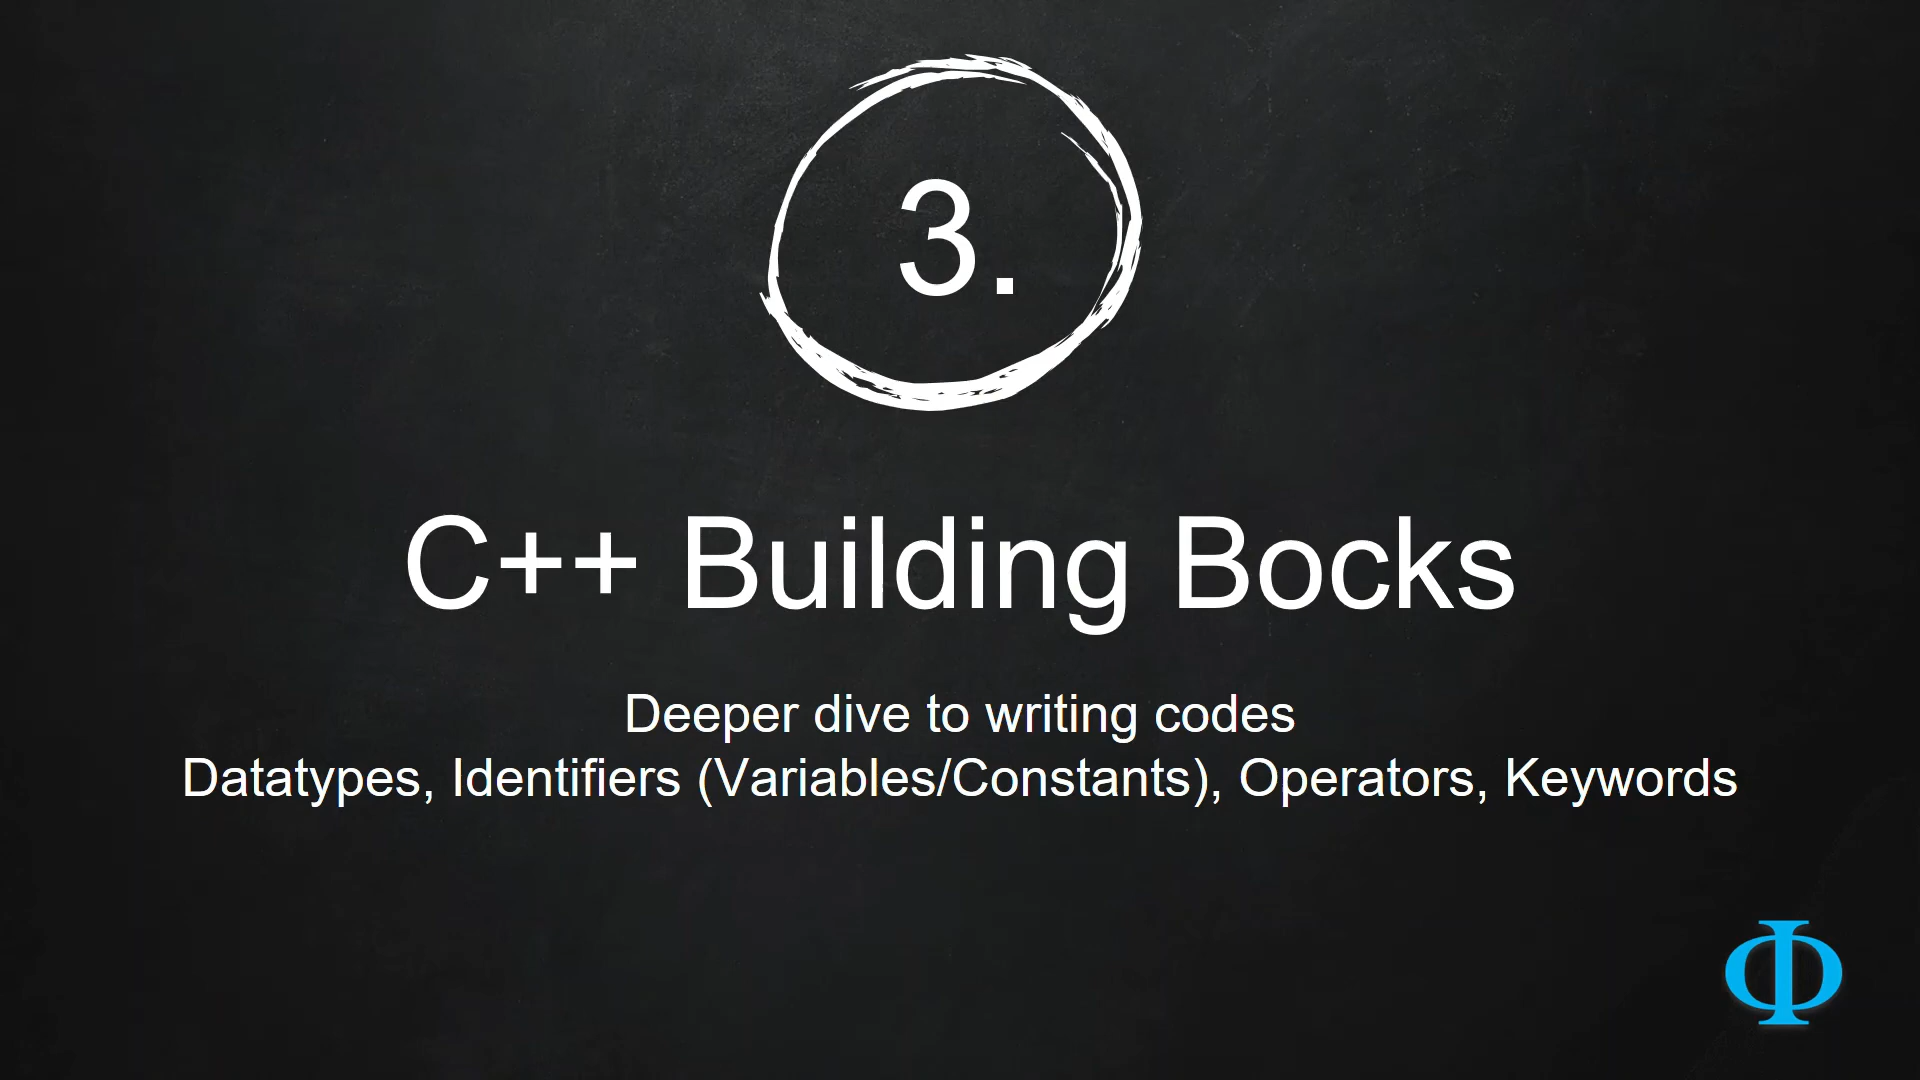 3.
C++ Building Bocks
Deeper dive to writing codes
Datatypes, Identifiers (Variables/Constants), Operators, Keywords
Φ